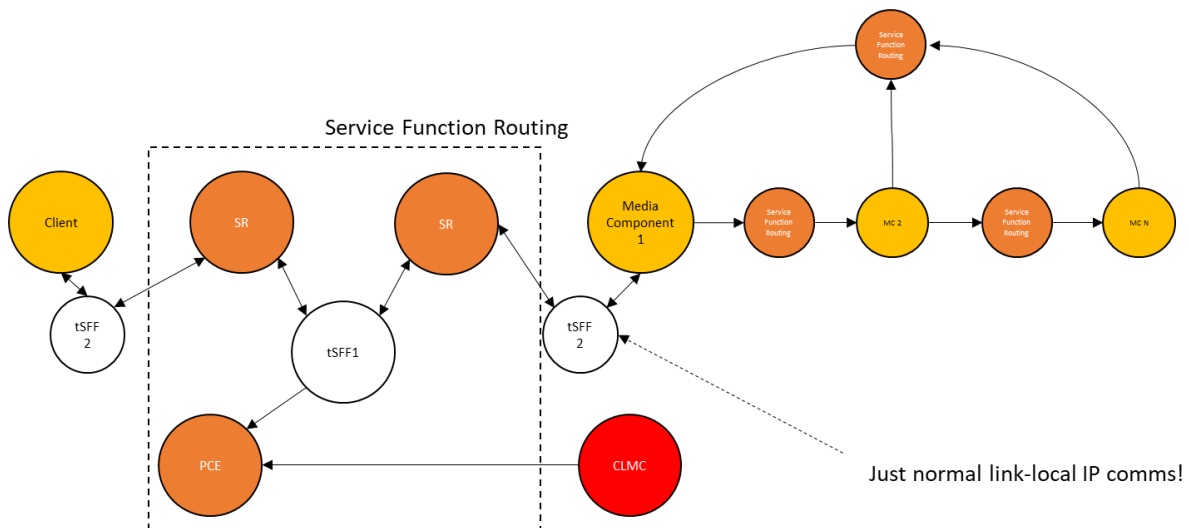 Service
Function
Routing
Service Function Routing
Client
SR
SR
Media
Component
1
Service
Function
Routing
MC 2
Service
Function
Routing
MC N
tSFF
2
tSFF1
tSFF
2
PCE
CLMC
Just normal link-local IP comms!